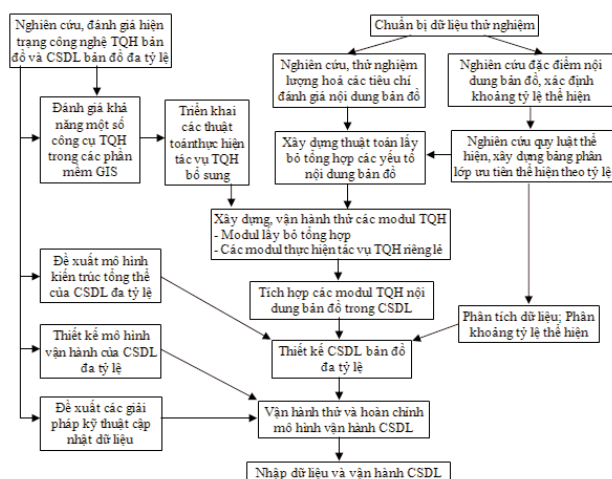 Nghiên cứu, đánh giá hiện
trạng công nghệ TQH bản
đồ và CSDL bản đồ đa tỷ lệ
Chuẩn bị dữ liệu thử nghiệm
Nghiên cứu, thử nghiệm
lượng hoá các tiêu chí
đánh giá nội dung bản đồ
Nghiên cứu đặc điểm nội
dung bản đồ, xác định
khoảng tỷ lệ thể hiện
Đánh giá khả
năng một số
công cụ TQH
trong các phần
mềm GIS
Triển khai
các thuật
toánthực hiện
tác vụ TQH
bổ sung
Xây dựng thuật toán lấy
bỏ tổng hợp các yếu tố
nội dung bản đồ
Nghiên cứu quy luật thể
hiện, xây dựng bảng phân
lớp ưu tiên thể hiện theo tỷ lệ
Xây dựng, vận hành thử các modul TQH
- Modul lấy bỏ tổng hợp
- Các modul thực hiện tác vụ TQH riêng lẻ
Đề xuất mô hình
kiến trúc tổng thể
của CSDL đa tỷ lệ
Tích hợp các modul TQH nội
dung bản đồ trong CSDL
Phân tích dữ liệu; Phân
khoảng tỷ lệ thể hiện
Thiết kế mô hình
vận hành của CSDL
đa tỷ lệ
Thiết kế CSDL bản đồ
đa tỷ lệ
Đề xuất các giải
pháp kỹ thuật cập
nhật dữ liệu
Vận hành thử và hoàn chỉnh
mô hình vận hành CSDL
Nhập dữ liệu và vận hành CSDL